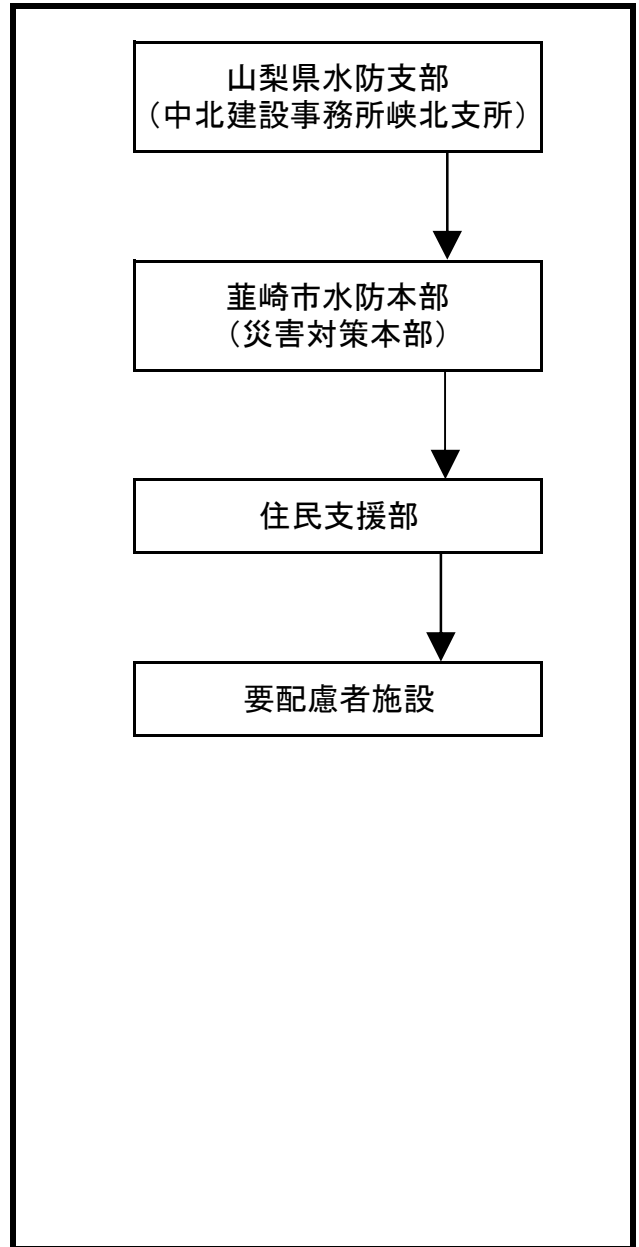 山梨県水防支部
（中北建設事務所峡北支所）
韮崎市水防本部
（災害対策本部）
住民支援部
要配慮者施設